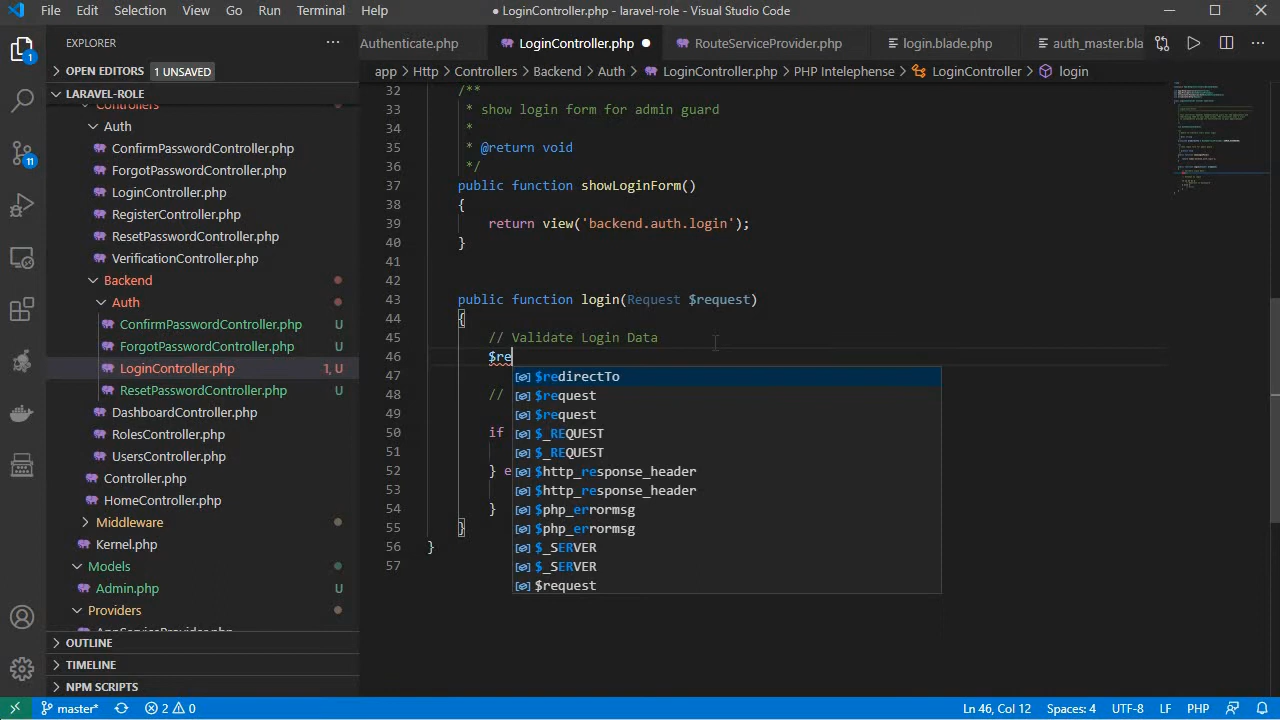 File Edit Selection View Go Run Terminal Help
● LoginController.php - laravel-role - Visual Studio Code
EXPLORER
Authenticate.php
LoginController.php
RouteServiceProvider.php
login.blade.php
auth_master.bla
OPEN EDITORS 1 UNSAVED
app > Http > Controllers > Backend > Auth > LoginController.php > PHP Intelephense > LoginController > login
LARAVEL-ROLE
Controllers
Auth
ConfirmPasswordController.php
ForgotPasswordController.php
LoginController.php
RegisterController.php
ResetPasswordController.php
VerificationController.php
Backend
Auth
ConfirmPasswordController.php U
ForgotPasswordController.php U
LoginController.php 1, U
ResetPasswordController.php U
DashboardController.php
RolesController.php
UsersController.php
Controller.php
HomeController.php
Middleware
Kernel.php
Models
Admin.php U
Providers
OUTLINE
TIMELINE
NPM SCRIPTS
1
11
32 /**
33 * show login form for admin guard
34 *
35 * @return void
36 */
37 public function showLoginForm()
38 {
39 return view('backend.auth.login');
40 }
41
42
43 public function login(Request $request)
44 {
45 // Validate Login Data
46 $re
47
48 //
49
50 if
51
52 } e
53
54 }
55 }
56 }
57
$redirectTo
$request
$request
$_REQUEST
$_REQUEST
$http_response_header
$http_response_header
$php_errormsg
$php_errormsg
$_SERVER
$_SERVER
$request
master* 2 0 Ln 46, Col 12 Spaces: 4 UTF-8 LF PHP